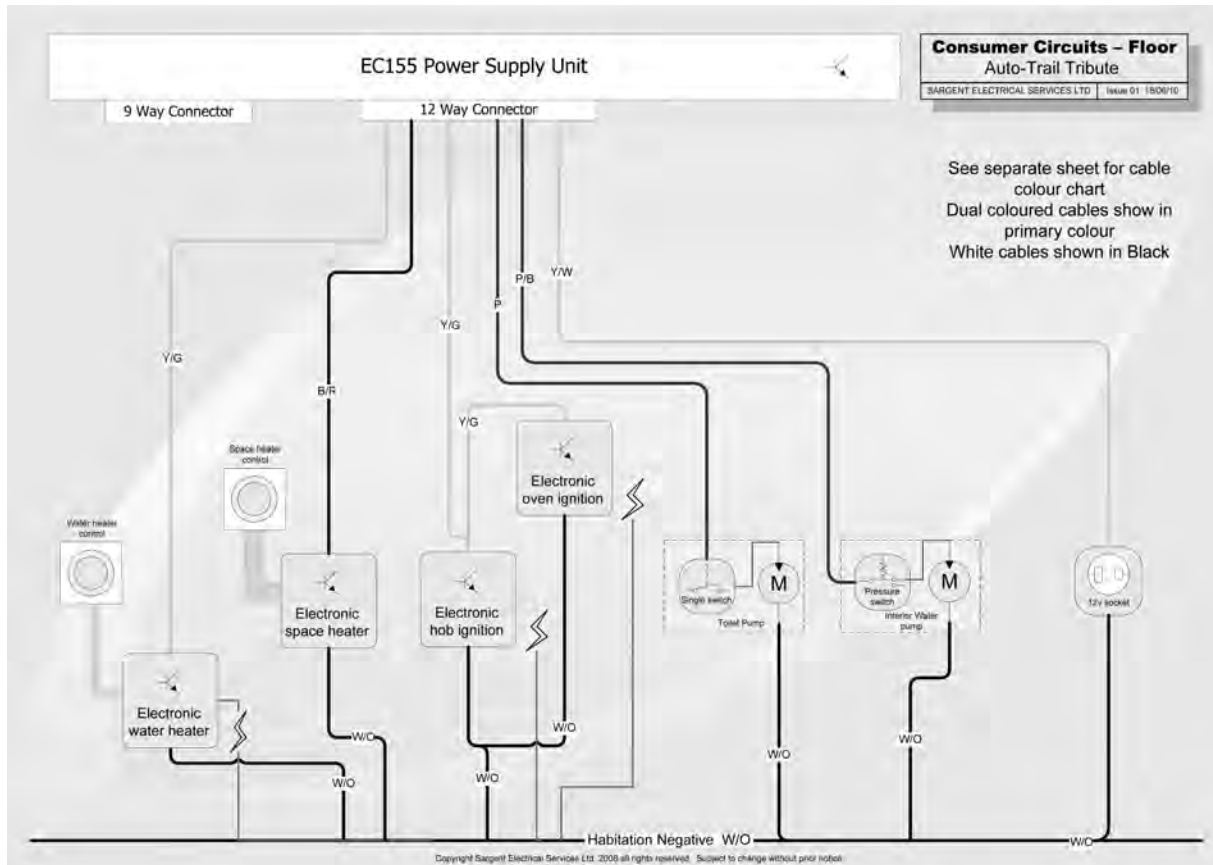 EC155 Power Supply Unit
Consumer Circuits – Floor
Auto-Trail Tribute
SARGENT ELECTRICAL SERVICES LTD Issue 01 18/06/10
9 Way Connector
12 Way Connector
See separate sheet for cable
colour chart
Dual coloured cables show in
primary colour
White cables shown in Black
P/B
Y/W
P
Y/G
Y/G
B/R
Y/G
Space heater
control
Electronic
oven ignition
Water heater
control
Electronic
space heater
Electronic
hob ignition
Single switch
M
Toilet Pump
Pressure
switch
M
Interior Water
pump
12v socket
Electronic
water heater
W/O
W/O
W/O
W/O
W/O
W/O
Habitation Negative W/O
W/O
Copyright Sargent Electrical Services Ltd. 2008 all rights reserved. Subject to change without prior notice.